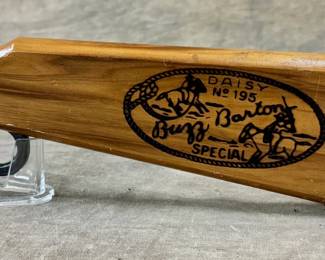 DAISY
No 195
Buzz Barton
SPECIAL